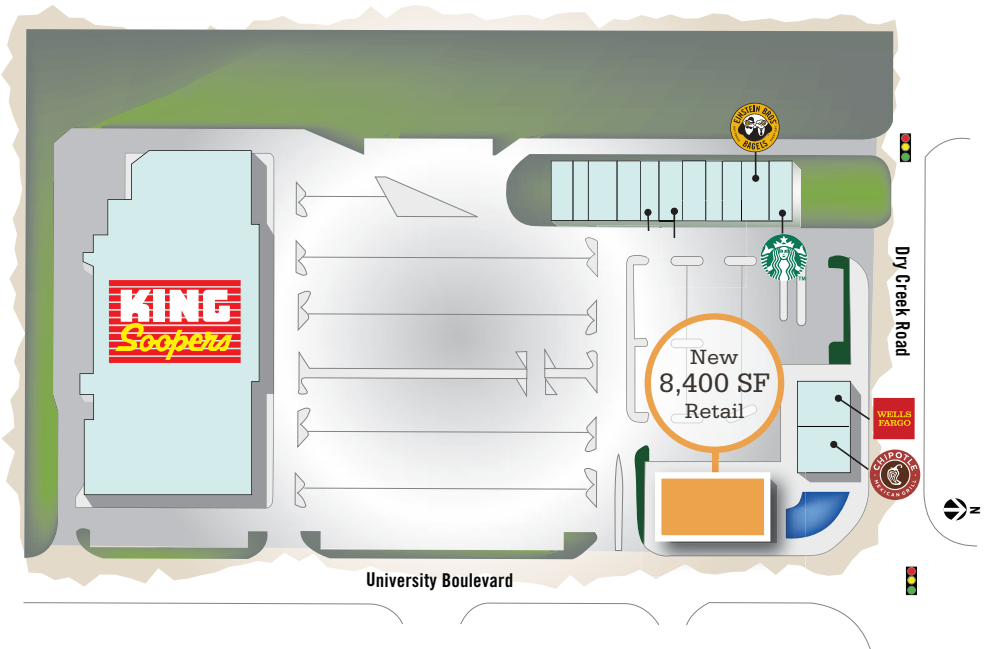 EINSTEIN BROS
BAGELS
KING
Soopers
TM
Dry Creek Road
New
8,400 SF
Retail
WELLS
FARGO
CHIPOTLE
MEXICAN GRILL
N
University Boulevard